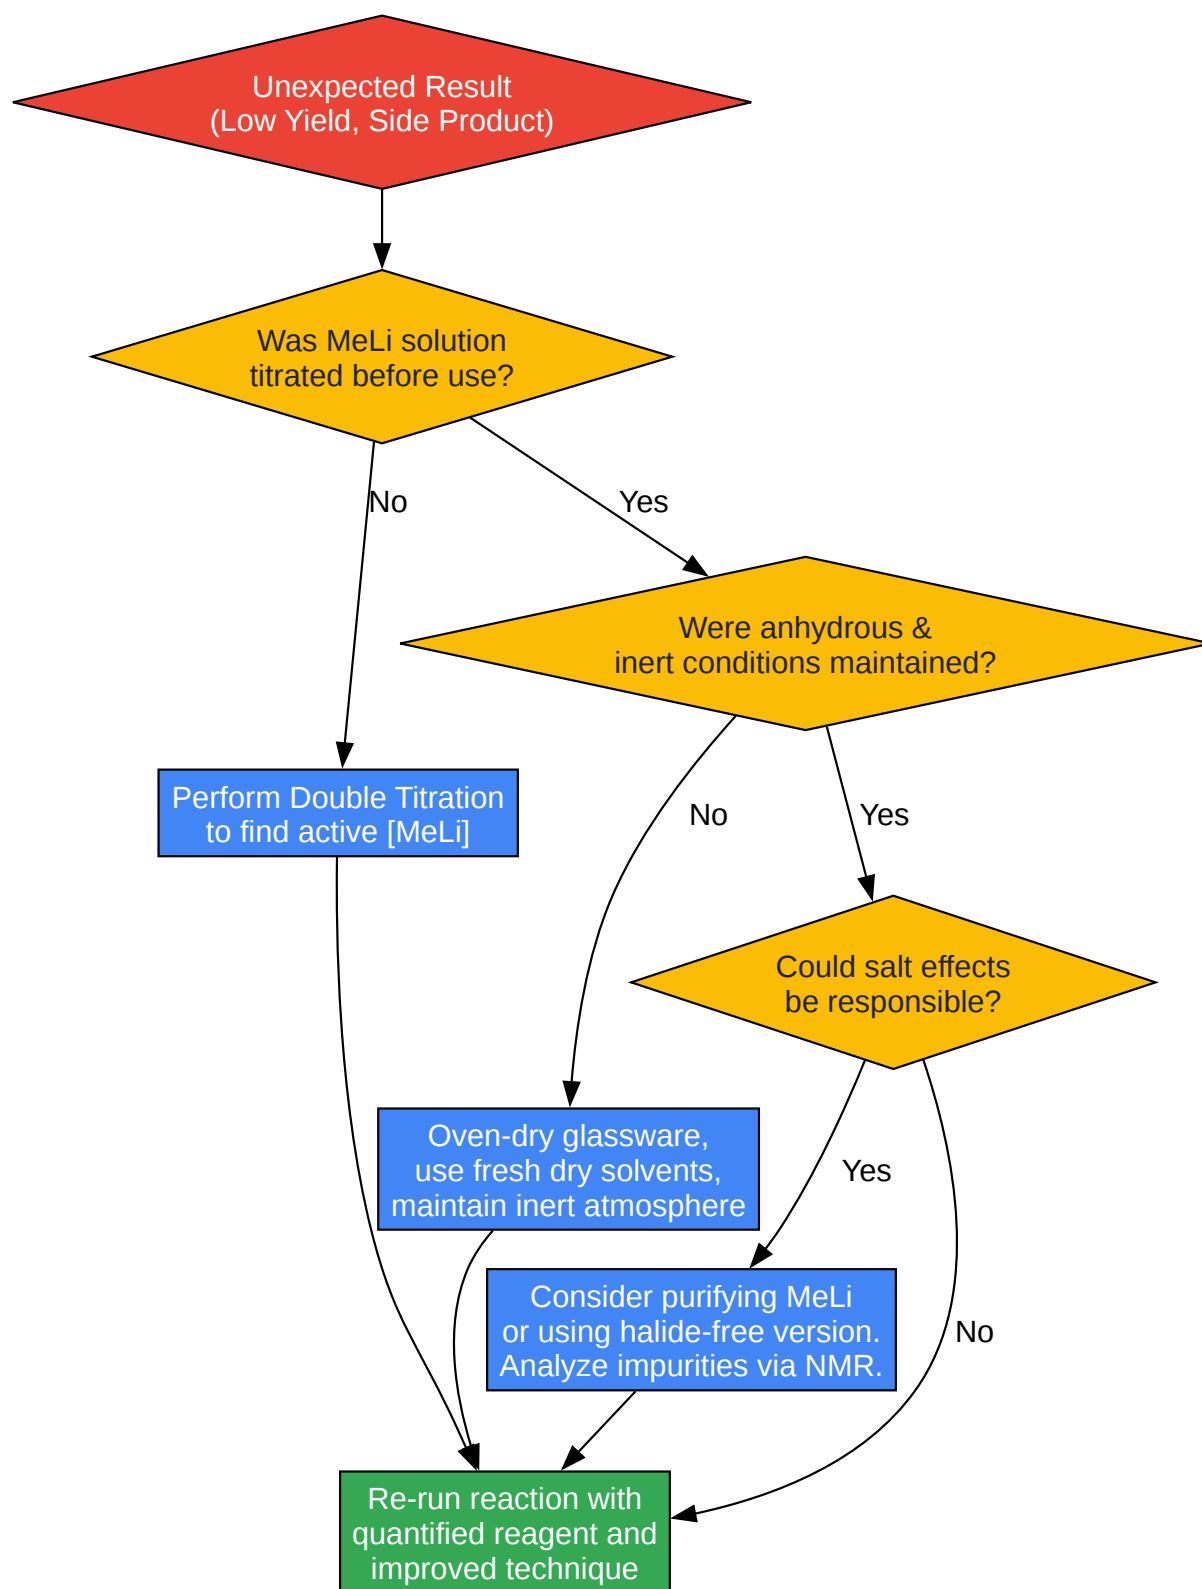 Unexpected Result
(Low Yield, Side Product)
Was MeLi solution
titrated before use?
No
Yes
Were anhydrous &
inert conditions maintained?
Perform Double Titration
to find active [MeLi]
No
Yes
Could salt effects
be responsible?
Oven-dry glassware,
use fresh dry solvents,
maintain inert atmosphere
Yes
Consider purifying MeLi
or using halide-free version.
Analyze impurities via NMR.
No
Re-run reaction with
quantified reagent and
improved technique